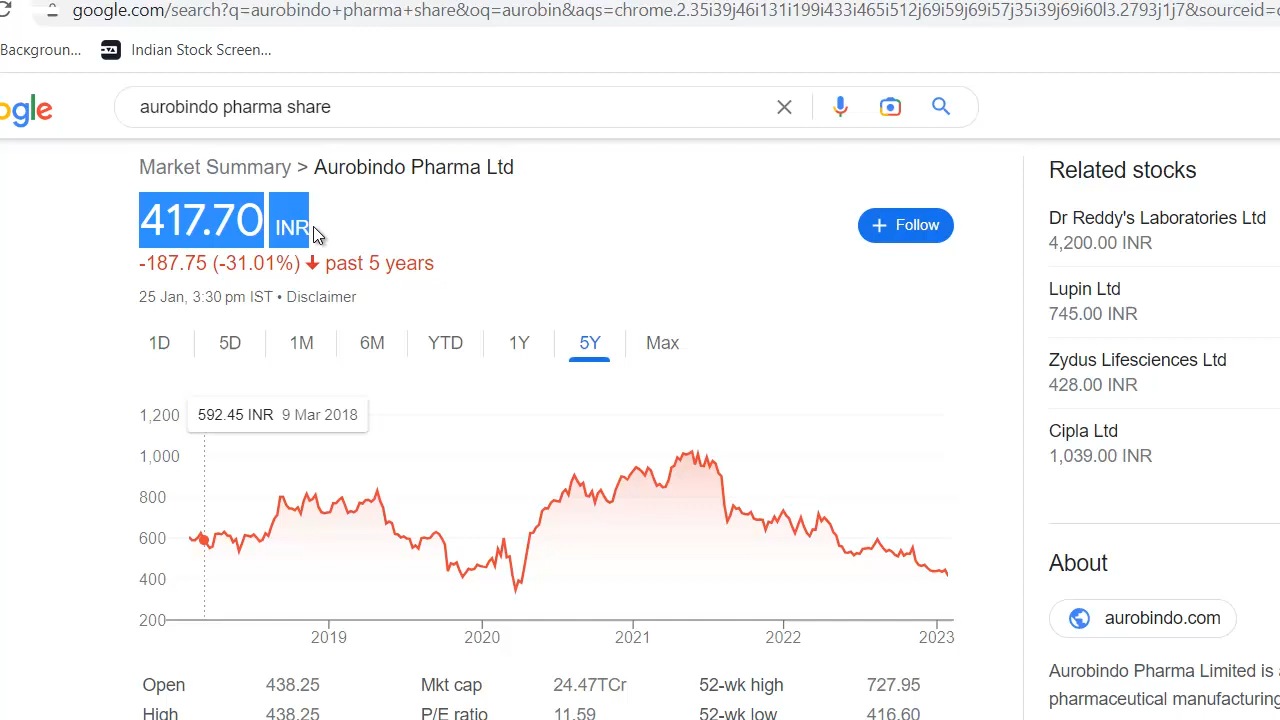 google.com/search?q=aurobindo+pharma+share&oq=aurobin&aqs=chrome.2.35i39j46i131i199i433i465i512j69i59j69i57j35i39j69i60l3.2793j1j7&sourceid=c
Backgroun...
Indian Stock Screen...
ogle
aurobindo pharma share
Market Summary > Aurobindo Pharma Ltd
417.70 INR
+ Follow
-187.75 (-31.01%) ↓ past 5 years
25 Jan, 3:30 pm IST • Disclaimer
1D 5D 1M 6M YTD 1Y 5Y Max
592.45 INR 9 Mar 2018
1,200
1,000
800
600
400
200
2019 2020 2021 2022 2023
Open 438.25 Mkt cap 24.47TCr 52-wk high 727.95
High 438.25 P/E ratio 11.59 52-wk low 416.60
Related stocks
Dr Reddy's Laboratories Ltd
4,200.00 INR
Lupin Ltd
745.00 INR
Zydus Lifesciences Ltd
428.00 INR
Cipla Ltd
1,039.00 INR
About
aurobindo.com
Aurobindo Pharma Limited is a
pharmaceutical manufacturing